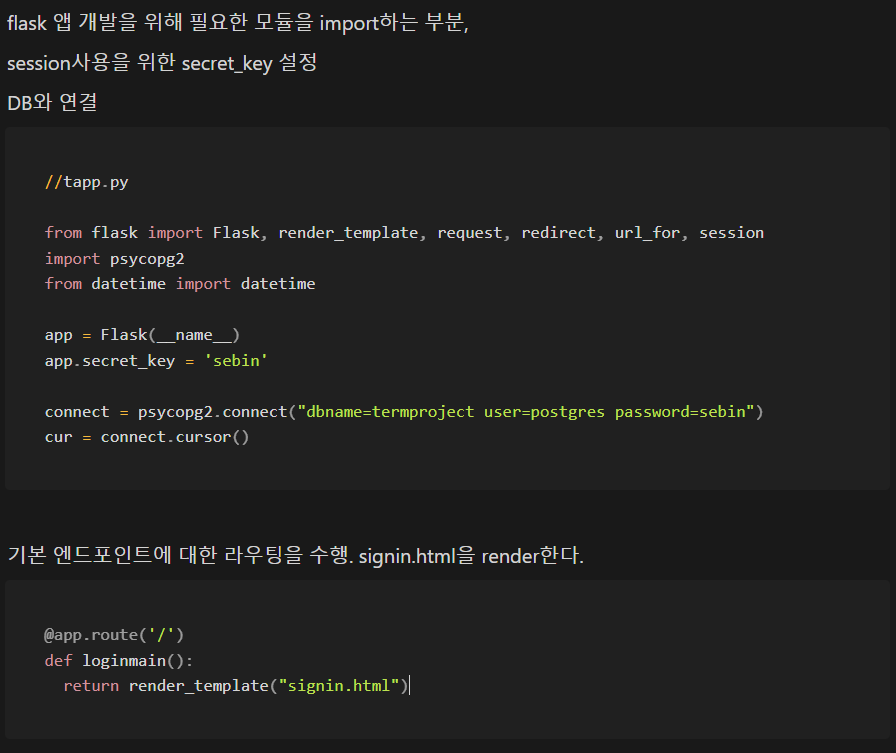 flask 앱 개발을 위해 필요한 모듈을 import하는 부분,
session사용을 위한 secret_key 설정
DB와 연결
//tapp.py
from flask import Flask, render_template, request, redirect, url_for, session
import psycopg2
from datetime import datetime
app = Flask(__name__)
app.secret_key = 'sebin'
connect = psycopg2.connect("dbname=termproject user=postgres password=sebin")
cur = connect.cursor()
기본 엔드포인트에 대한 라우팅을 수행. signin.html을 render한다.
@app.route('/')
def loginmain():
  return render_template("signin.html")